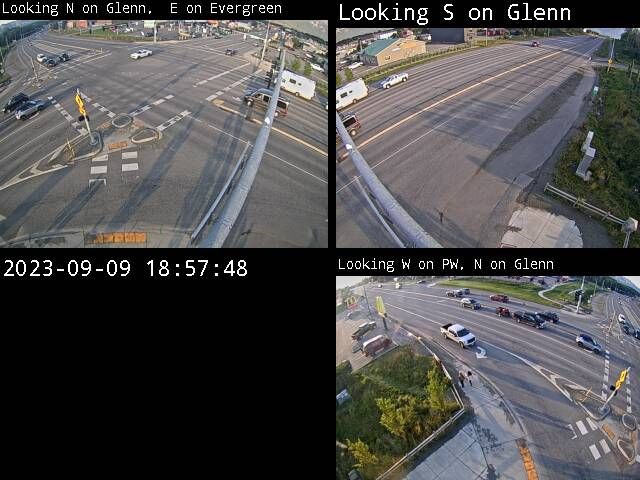 Looking N on Glenn,  E on Evergreen
Looking S on Glenn
2023-09-09 18:57:48
Looking W on PW, N on Glenn